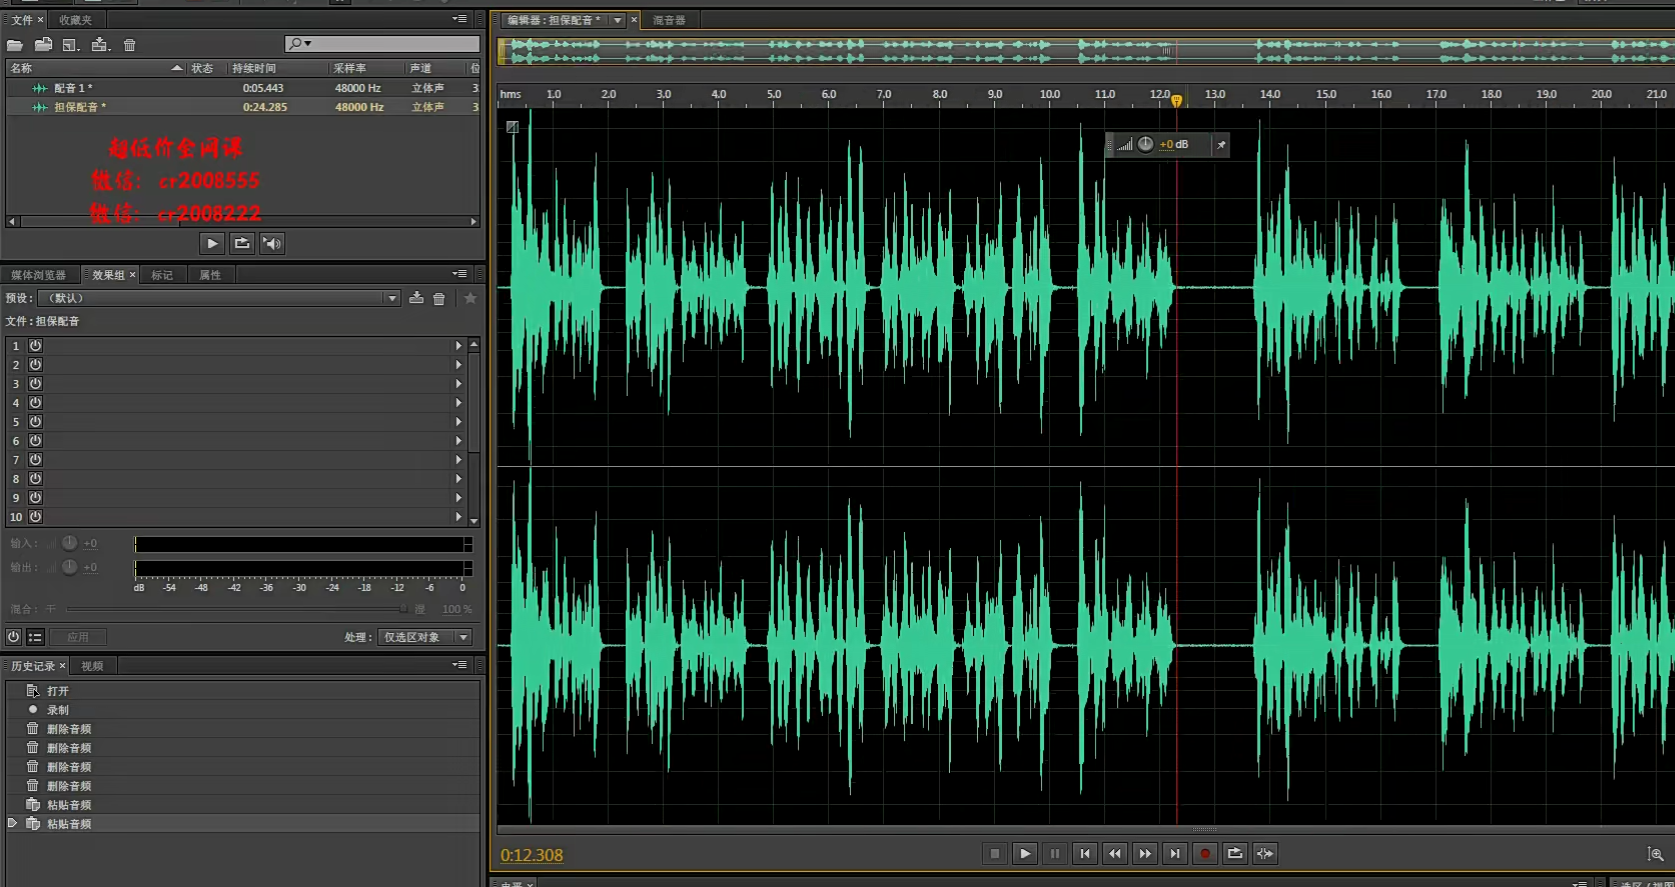 文件 × 收藏夹
名称 状态 持续时间 采样率 声道 位
配音 1 * 0:05.443 48000 Hz 立体声 3
担保配音 * 0:24.285 48000 Hz 立体声 3
超低价全网课
微信: cr2008555
微信: cr2008222
媒体浏览器 效果组 × 标记 属性
预设: (默认)
文件:担保配音
1
2
3
4
5
6
7
8
9
10
输入: +0
输出: +0
dB -54 -48 -42 -36 -30 -24 -18 -12 -6 0
混合: 干 湿 100 %
应用 处理: 仅选区对象
历史记录 × 视频
打开
录制
删除音频
删除音频
删除音频
删除音频
粘贴音频
粘贴音频
编辑器:担保配音 * × 混音器
hms 1.0 2.0 3.0 4.0 5.0 6.0 7.0 8.0 9.0 10.0 11.0 12.0 13.0 14.0 15.0 16.0 17.0 18.0 19.0 20.0 21.0
+0 dB
0:12.308